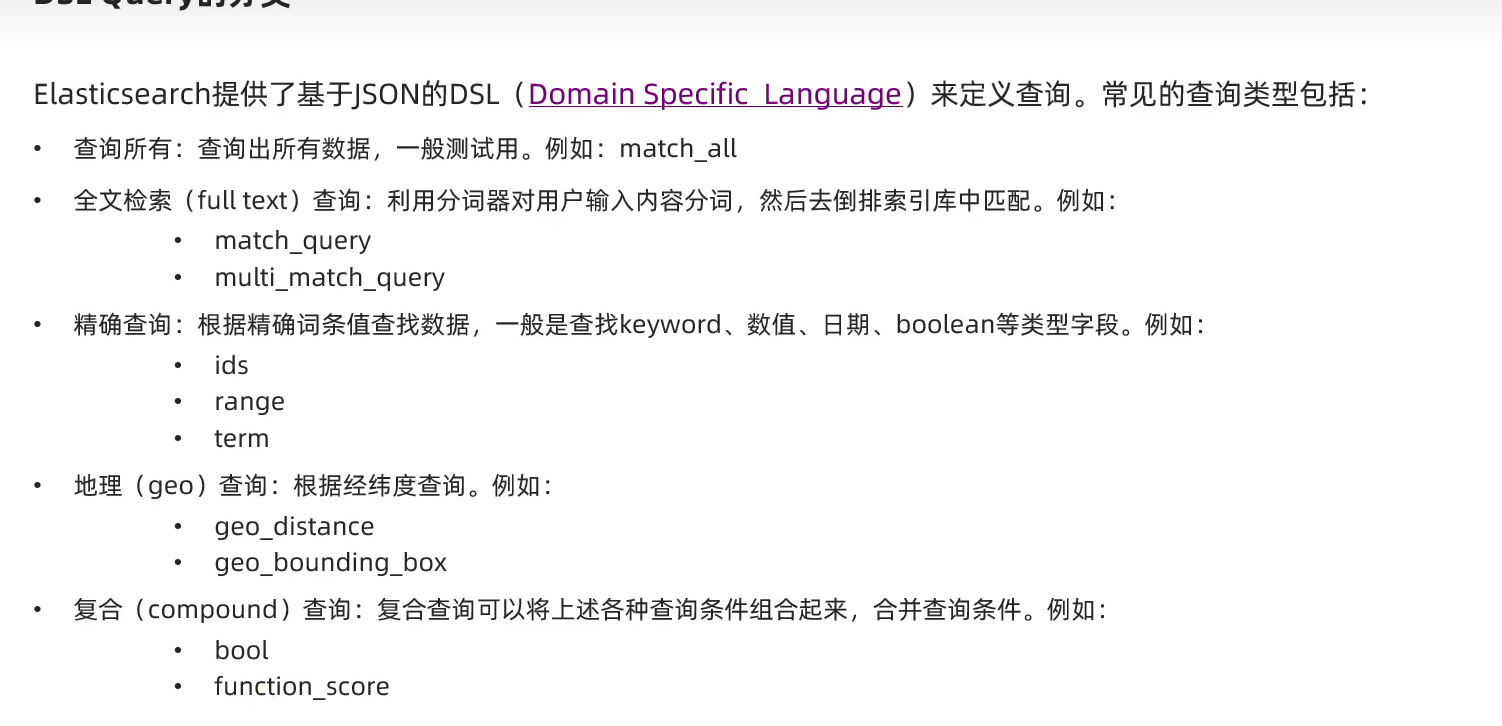 DSL Query的分类
Elasticsearch提供了基于JSON的DSL（Domain Specific Language）来定义查询。常见的查询类型包括：
• 查询所有：查询出所有数据，一般测试用。例如：match_all
• 全文检索（full text）查询：利用分词器对用户输入内容分词，然后去倒排索引库中匹配。例如：
• match_query
• multi_match_query
• 精确查询：根据精确词条值查找数据，一般是查找keyword、数值、日期、boolean等类型字段。例如：
• ids
• range
• term
• 地理（geo）查询：根据经纬度查询。例如：
• geo_distance
• geo_bounding_box
• 复合（compound）查询：复合查询可以将上述各种查询条件组合起来，合并查询条件。例如：
• bool
• function_score